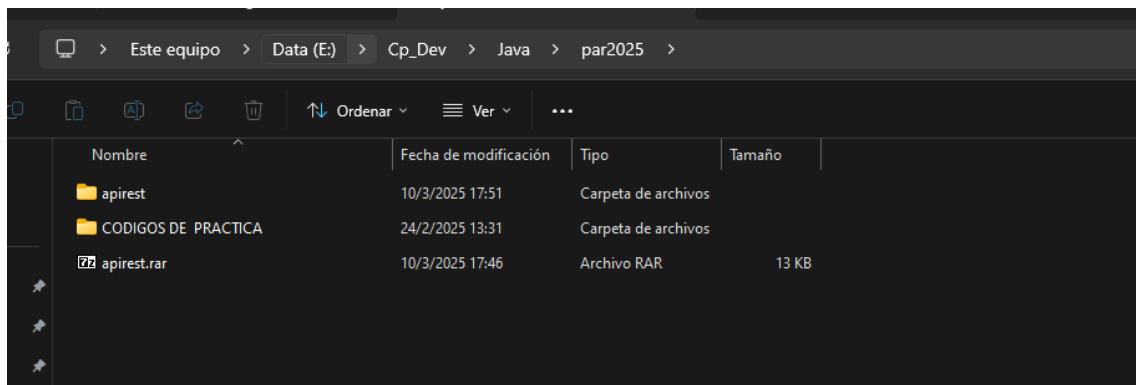 Este equipo > Data (E:) > Cp_Dev > Java > par2025 >
Ordenar Ver ...
Nombre Fecha de modificación Tipo Tamaño
apirest 10/3/2025 17:51 Carpeta de archivos
CODIGOS DE  PRACTICA 24/2/2025 13:31 Carpeta de archivos
apirest.rar 10/3/2025 17:46 Archivo RAR 13 KB